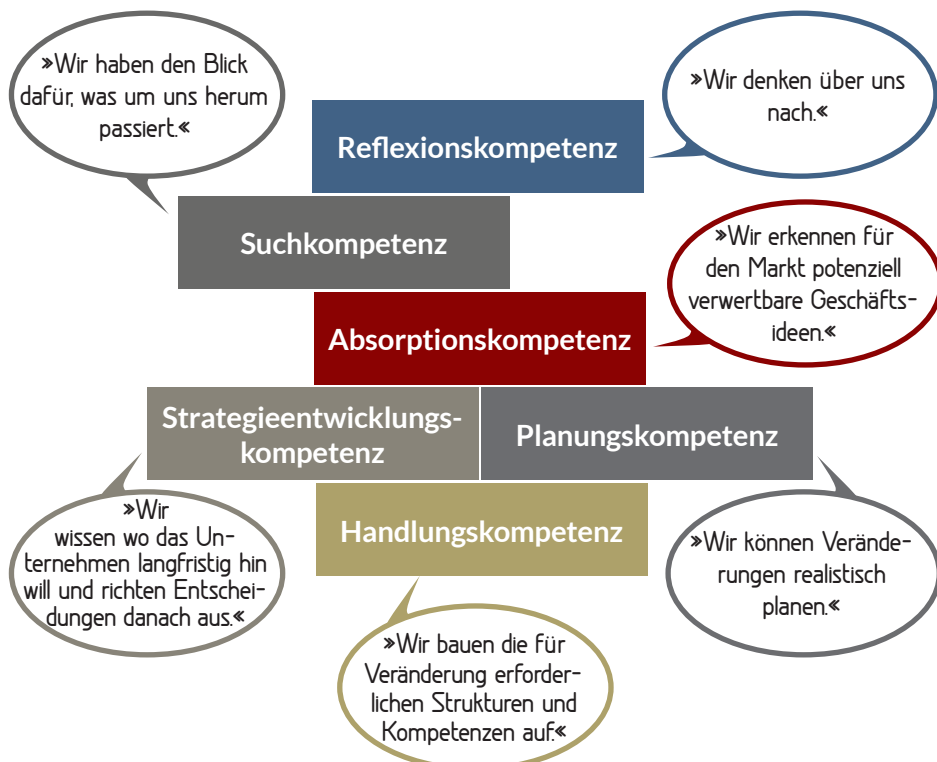 »Wir haben den Blick
dafür, was um uns herum
passiert.«
»Wir denken über uns
nach.«
Reflexionskompetenz
Suchkompetenz
»Wir erkennen für
den Markt potenziell
verwertbare Geschäfts-
ideen.«
Absorptionskompetenz
Strategieentwicklungs-
kompetenz
Planungskompetenz
»Wir
wissen wo das Un-
ternehmen langfristig hin
will und richten Entschei-
dungen danach aus.«
Handlungskompetenz
»Wir können Verände-
rungen realistisch
planen.«
»Wir bauen die für
Veränderung erforder-
lichen Strukturen und
Kompetenzen auf.«